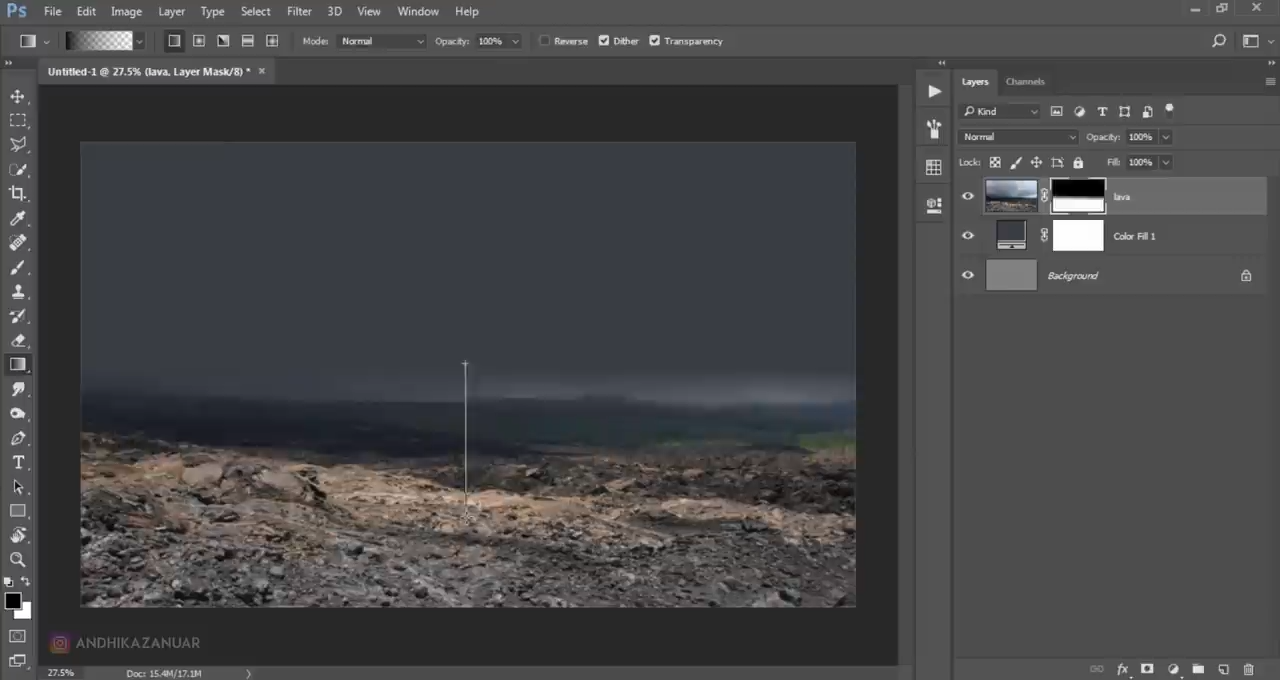 Ps File Edit Image Layer Type Select Filter 3D View Window Help
Mode: Normal Opacity: 100% Reverse Dither Transparency
Untitled-1 @ 27.5% (lava, Layer Mask/8) *
Layers Channels
Kind
Normal Opacity: 100%
Lock: Fill: 100%
lava
Color Fill 1
Background
ANDHIKAZANUAR
27.5% Doc: 15.4M/17.1M